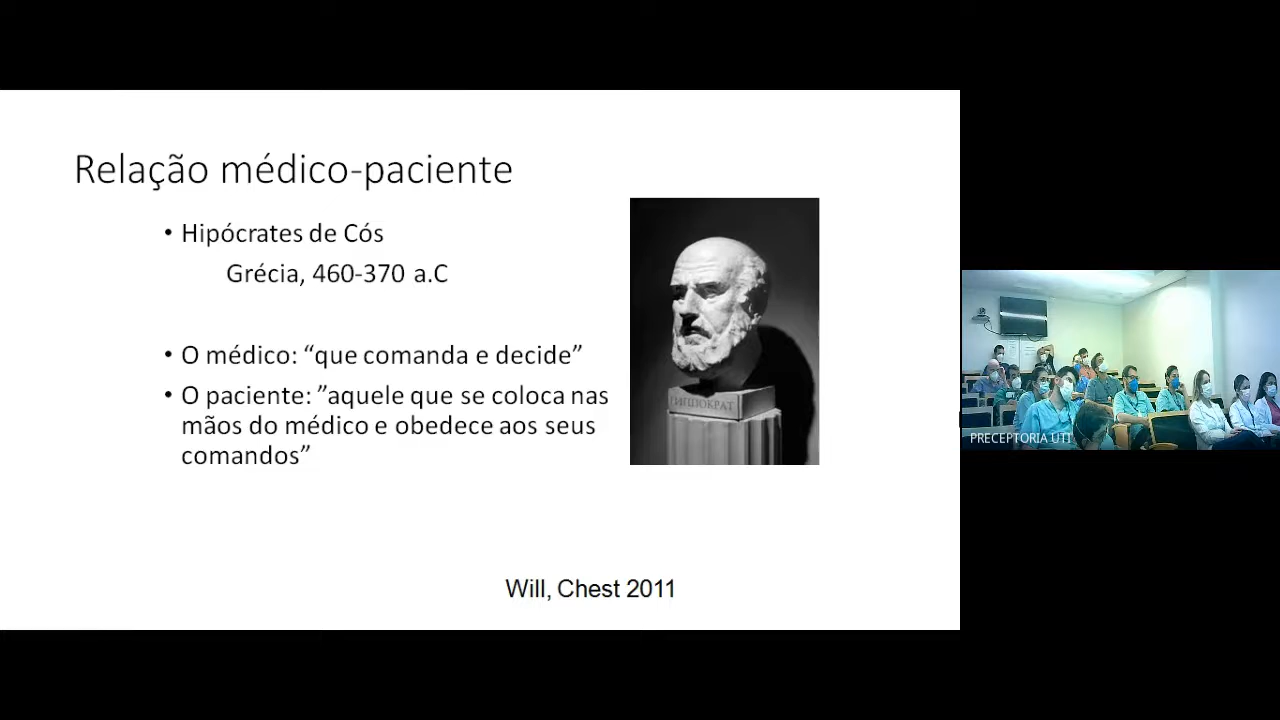 Relação médico-paciente
• Hipócrates de Cós
Grécia, 460-370 a.C
• O médico: “que comanda e decide”
• O paciente: ”aquele que se coloca nas
mãos do médico e obedece aos seus
comandos”
ГИППОКРАТ
Will, Chest 2011
PRECEPTORIA UTI